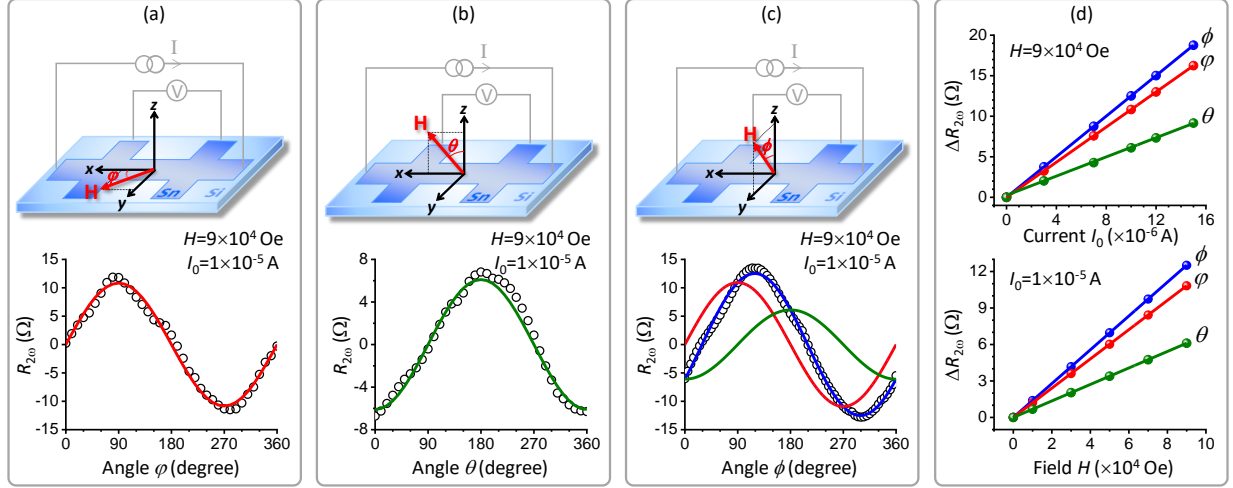 (a)
I
V
z
x
φ
H
y
Sn
Si
H=9×10⁴ Oe
I₀=1×10⁻⁵ A
15
10
5
0
-5
-10
-15
R₂ω (Ω)
0 90 180 270 360
Angle φ (degree)
(b)
I
V
z
H
θ
x
y
Sn
Si
H=9×10⁴ Oe
I₀=1×10⁻⁵ A
8
4
0
-4
-8
R₂ω (Ω)
0 90 180 270 360
Angle θ (degree)
(c)
I
V
z
H
ϕ
x
y
Sn
Si
H=9×10⁴ Oe
I₀=1×10⁻⁵ A
15
10
5
0
-5
-10
-15
R₂ω (Ω)
0 90 180 270 360
Angle ϕ (degree)
(d)
20
15
10
5
0
ΔR₂ω (Ω)
H=9×10⁴ Oe
ϕ
φ
θ
0 4 8 12 16
Current I₀ (×10⁻⁶ A)
12
9
6
3
0
ΔR₂ω (Ω)
I₀=1×10⁻⁵ A
ϕ
φ
θ
0 2 4 6 8 10
Field H (×10⁴ Oe)